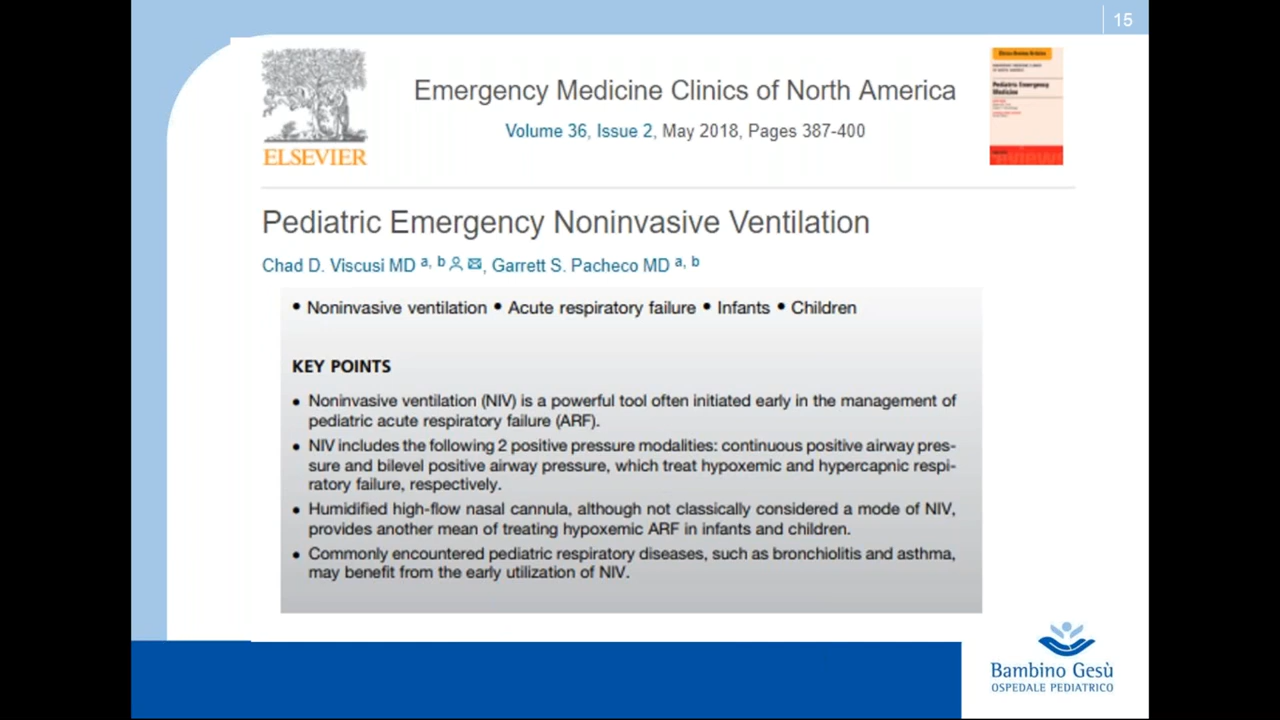 15
ELSEVIER
Emergency Medicine Clinics of North America
Volume 36, Issue 2, May 2018, Pages 387-400
Pediatric Emergency Medicine
Pediatric Emergency Noninvasive Ventilation
Chad D. Viscusi MD a, b, Garrett S. Pacheco MD a, b
• Noninvasive ventilation • Acute respiratory failure • Infants • Children
KEY POINTS
• Noninvasive ventilation (NIV) is a powerful tool often initiated early in the management of
pediatric acute respiratory failure (ARF).
• NIV includes the following 2 positive pressure modalities: continuous positive airway pres-
sure and bilevel positive airway pressure, which treat hypoxemic and hypercapnic respi-
ratory failure, respectively.
• Humidified high-flow nasal cannula, although not classically considered a mode of NIV,
provides another mean of treating hypoxemic ARF in infants and children.
• Commonly encountered pediatric respiratory diseases, such as bronchiolitis and asthma,
may benefit from the early utilization of NIV.
Bambino Gesù
OSPEDALE PEDIATRICO